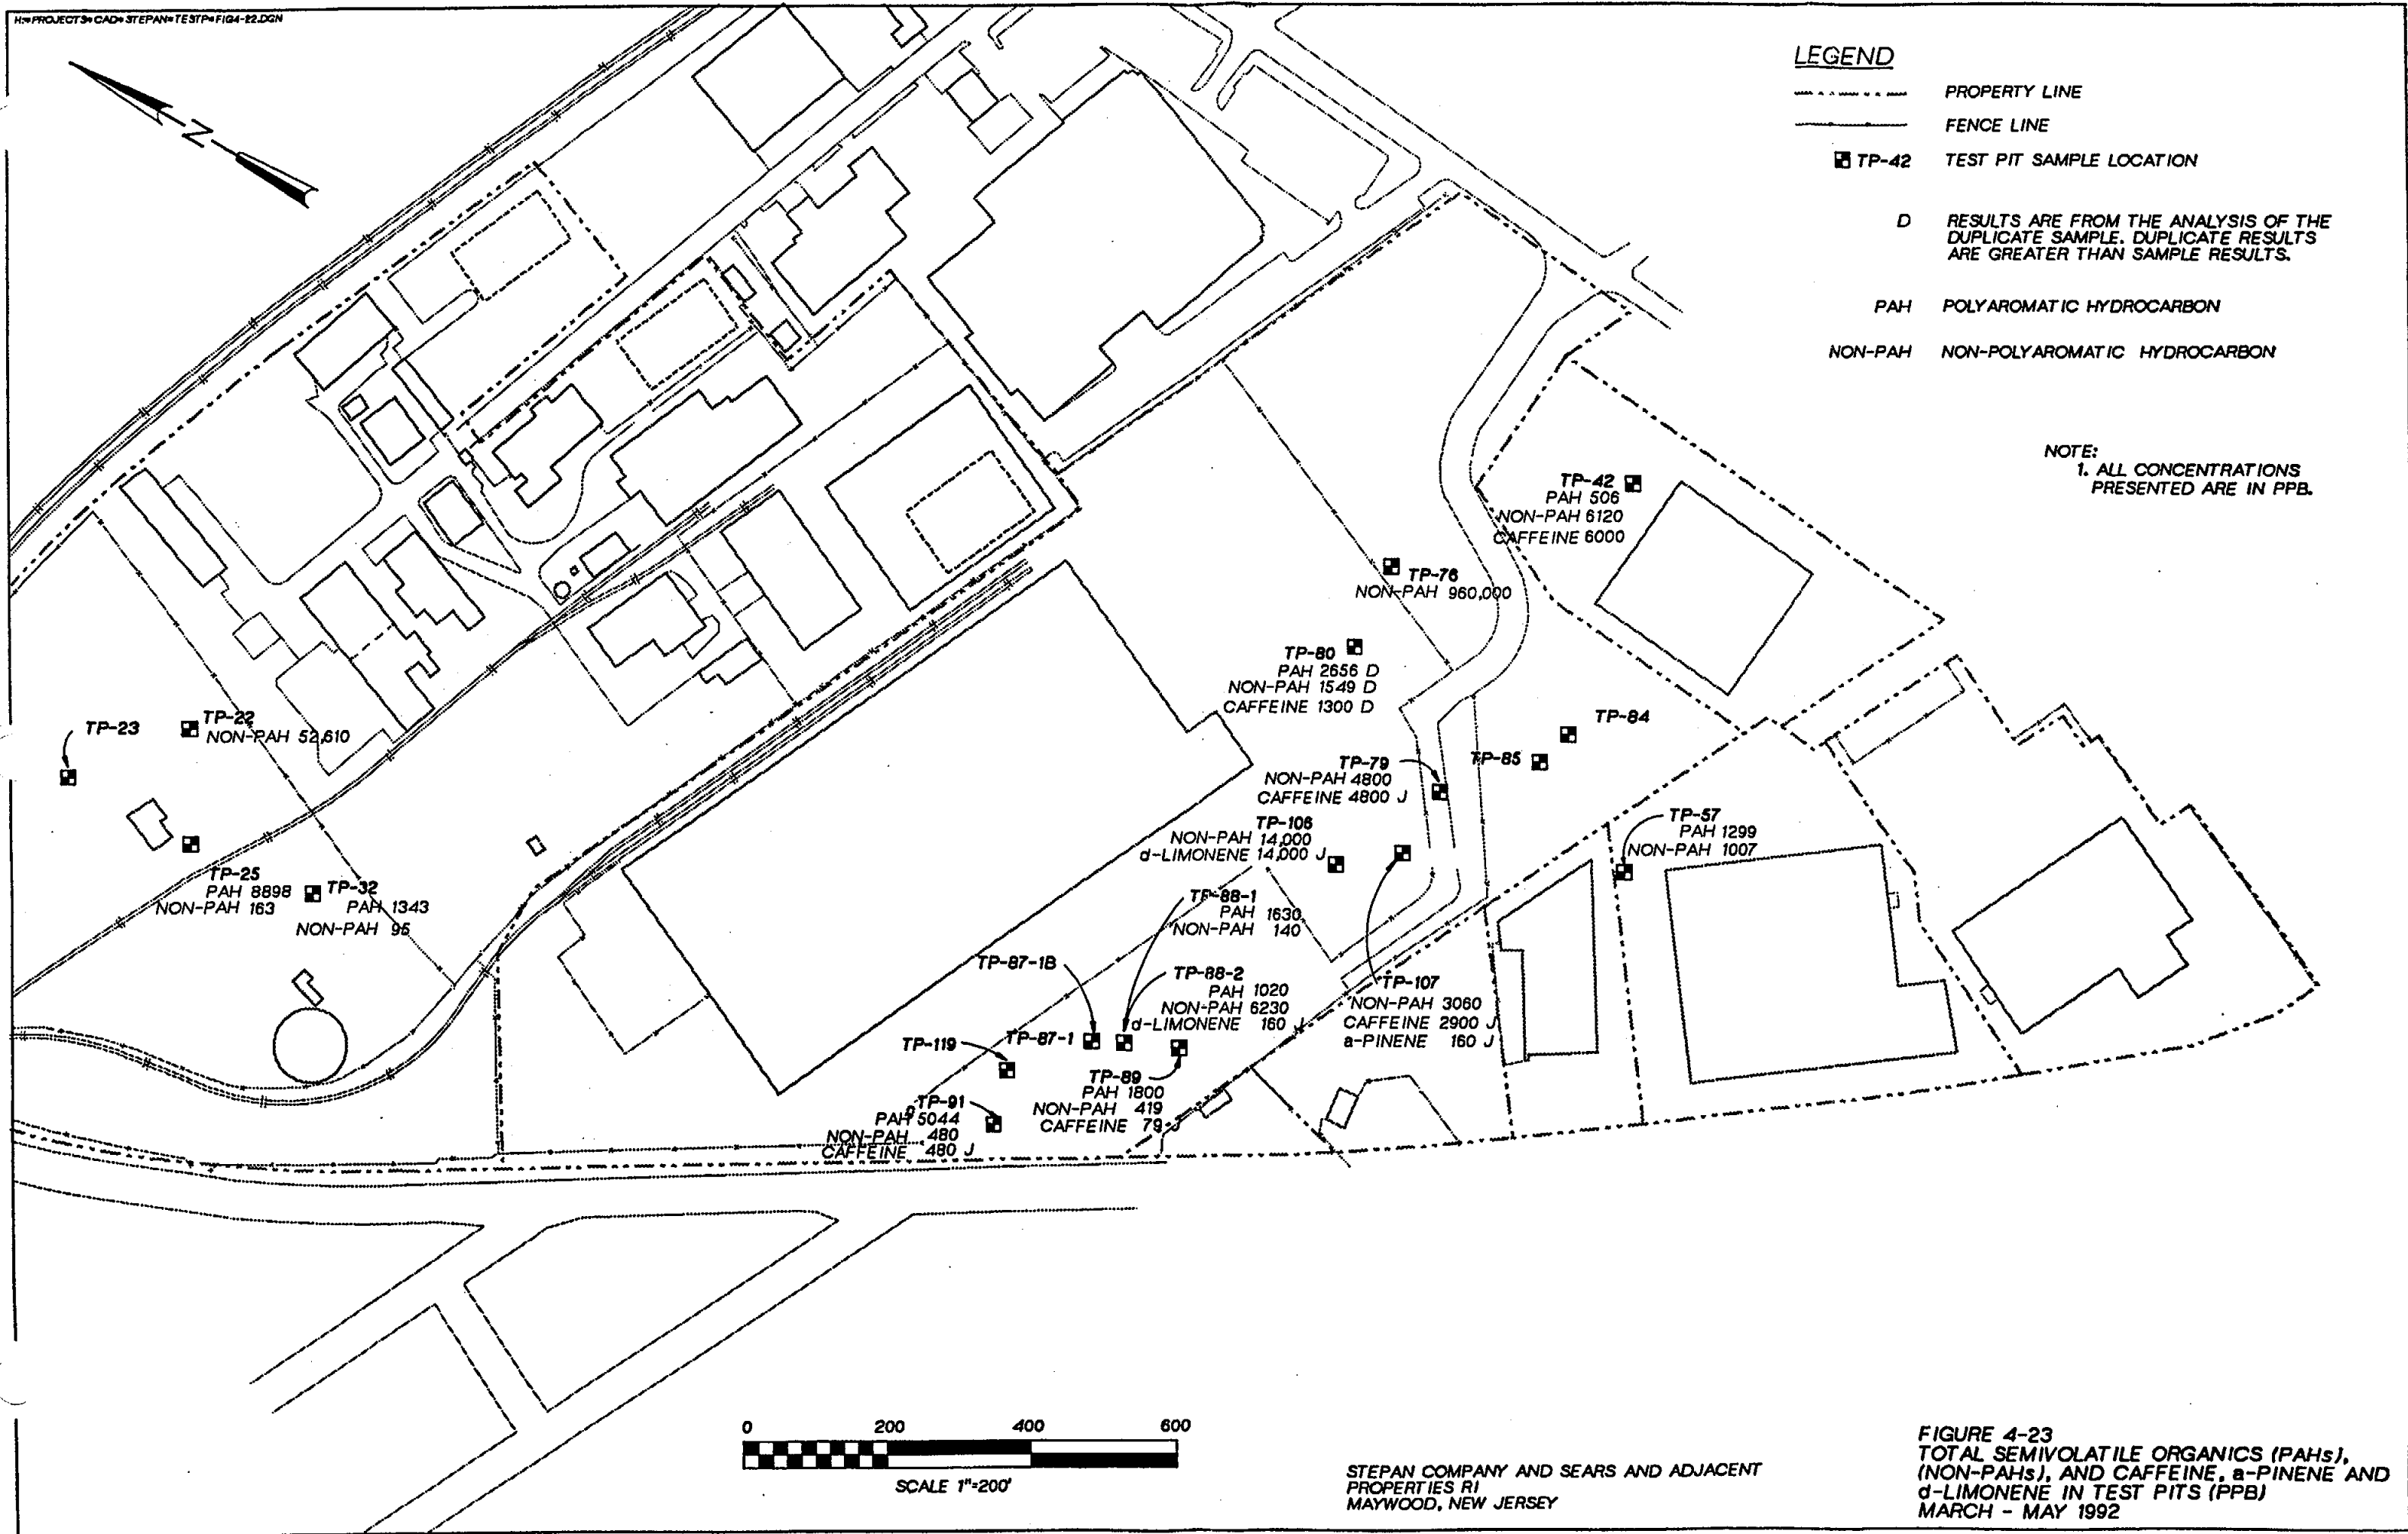 H:=PROJECTS=CAD=STEPAN=TESTP=FIG4-22.DGN
N
LEGEND
PROPERTY LINE
FENCE LINE
TP-42 TEST PIT SAMPLE LOCATION
D RESULTS ARE FROM THE ANALYSIS OF THE
DUPLICATE SAMPLE. DUPLICATE RESULTS
ARE GREATER THAN SAMPLE RESULTS.
PAH POLYAROMATIC HYDROCARBON
NON-PAH NON-POLYAROMATIC HYDROCARBON
NOTE:
1. ALL CONCENTRATIONS
PRESENTED ARE IN PPB.
TP-42
PAH 506
NON-PAH 6120
CAFFEINE 6000
TP-76
NON-PAH 960,000
TP-80
PAH 2656 D
NON-PAH 1549 D
CAFFEINE 1300 D
TP-84
TP-85
TP-79
NON-PAH 4800
CAFFEINE 4800 J
TP-106
NON-PAH 14,000
d-LIMONENE 14,000 J
TP-57
PAH 1299
NON-PAH 1007
TP-23
TP-22
NON-PAH 52,610
TP-25
PAH 8898
NON-PAH 163
TP-32
PAH 1343
NON-PAH 95
TP-88-1
PAH 1630
NON-PAH 140
TP-87-1B
TP-88-2
PAH 1020
NON-PAH 6230
d-LIMONENE 160 J
TP-107
NON-PAH 3060
CAFFEINE 2900 J
a-PINENE 160 J
TP-119
TP-87-1
TP-89
PAH 1800
NON-PAH 419
CAFFEINE 79 J
TP-91
PAH 5044
NON-PAH 480
CAFFEINE 480 J
0 200 400 600
SCALE 1"=200'
STEPAN COMPANY AND SEARS AND ADJACENT
PROPERTIES RI
MAYWOOD, NEW JERSEY
FIGURE 4-23
TOTAL SEMIVOLATILE ORGANICS (PAHs),
(NON-PAHs), AND CAFFEINE, a-PINENE AND
d-LIMONENE IN TEST PITS (PPB)
MARCH - MAY 1992